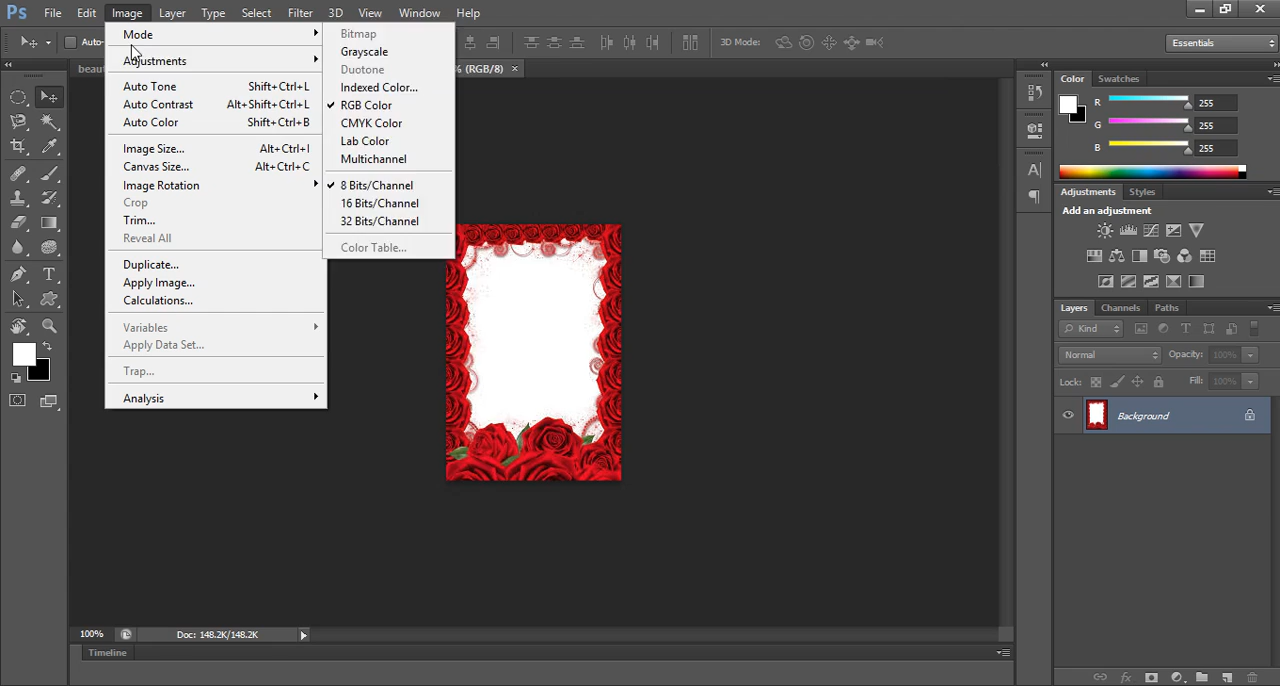 Ps File Edit Image Layer Type Select Filter 3D View Window Help
Auto- 3D Mode: Essentials
beau % (RGB/8) ×
Mode
Adjustments
Auto Tone Shift+Ctrl+L
Auto Contrast Alt+Shift+Ctrl+L
Auto Color Shift+Ctrl+B
Image Size... Alt+Ctrl+I
Canvas Size... Alt+Ctrl+C
Image Rotation
Crop
Trim...
Reveal All
Duplicate...
Apply Image...
Calculations...
Variables
Apply Data Set...
Trap...
Analysis
Bitmap
Grayscale
Duotone
Indexed Color...
RGB Color
CMYK Color
Lab Color
Multichannel
8 Bits/Channel
16 Bits/Channel
32 Bits/Channel
Color Table...
Color Swatches
R 255
G 255
B 255
Adjustments Styles
Add an adjustment
Layers Channels Paths
Kind
Normal Opacity: 100%
Lock: Fill: 100%
Background
100% Doc: 148.2K/148.2K
Timeline